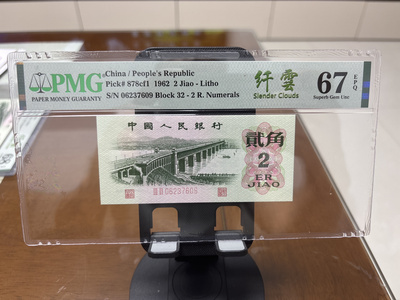 PMG
PAPER MONEY GUARANTY
China / People's Republic
Pick# 878cf1 1962 2 Jiao - Litho
S/N 06237609 Block 32 - 2 R. Numerals
纤雲
Slender Clouds
67 EPQ
Superb Gem Unc
中國人民銀行
貳角
2
ER
JIAO
06237609